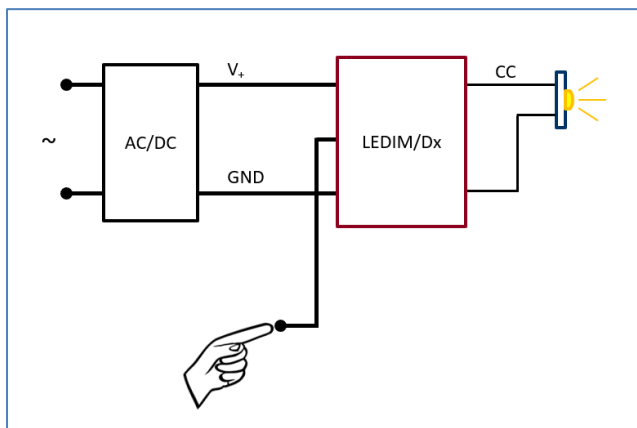 V+
CC
~
AC/DC
LEDIM/Dx
GND